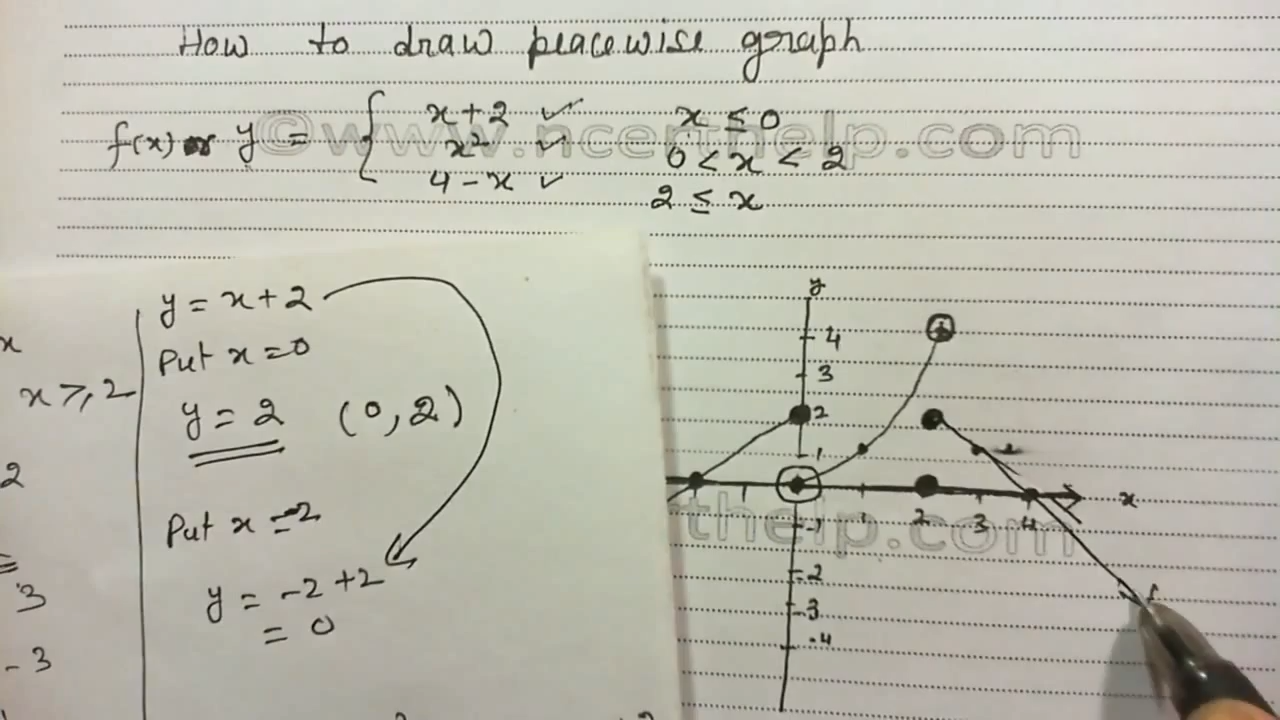 How to draw peacewise graph
f(x) or y = { x + 2 ✓ x ≤ 0
x² ✓ 0 < x < 2
4 - x ✓ 2 ≤ x
©www.ncerthelp.com
x
x ≥ 2
2
3
- 3
y = x + 2
Put x = 0
y = 2 (0, 2)
Put x = -2
y = -2 + 2
= 0
y
4
3
2
1
1 2 3 4 x
-1
-2
-3
-4
erthelp.com